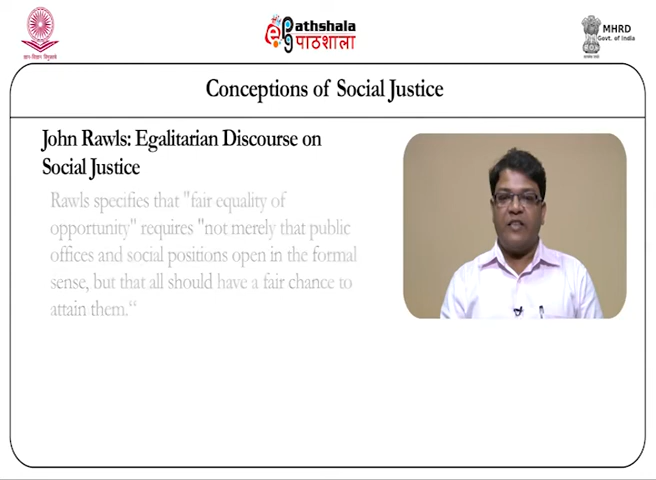 ePathshala
पाठशाला
MHRD
Govt. of India
Conceptions of Social Justice
John Rawls: Egalitarian Discourse on
Social Justice
Rawls specifies that "fair equality of
opportunity" requires "not merely that public
offices and social positions open in the formal
sense, but that all should have a fair chance to
attain them.“